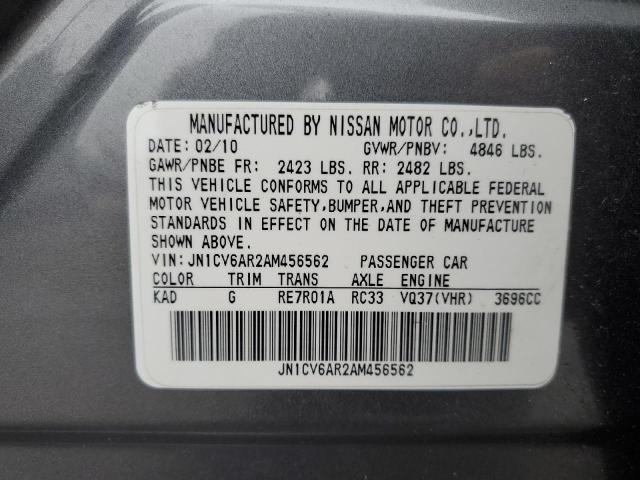 MANUFACTURED BY NISSAN MOTOR CO.,LTD.
DATE: 02/10 GVWR/PNBV: 4846 LBS.
GAWR/PNBE FR: 2423 LBS. RR: 2482 LBS.
THIS VEHICLE CONFORMS TO ALL APPLICABLE FEDERAL
MOTOR VEHICLE SAFETY,BUMPER,AND THEFT PREVENTION
STANDARDS IN EFFECT ON THE DATE OF MANUFACTURE
SHOWN ABOVE.
VIN:JN1CV6AR2AM456562 PASSENGER CAR
COLOR TRIM TRANS AXLE ENGINE
KAD G RE7R01A RC33 VQ37(VHR) 3696CC
JN1CV6AR2AM456562